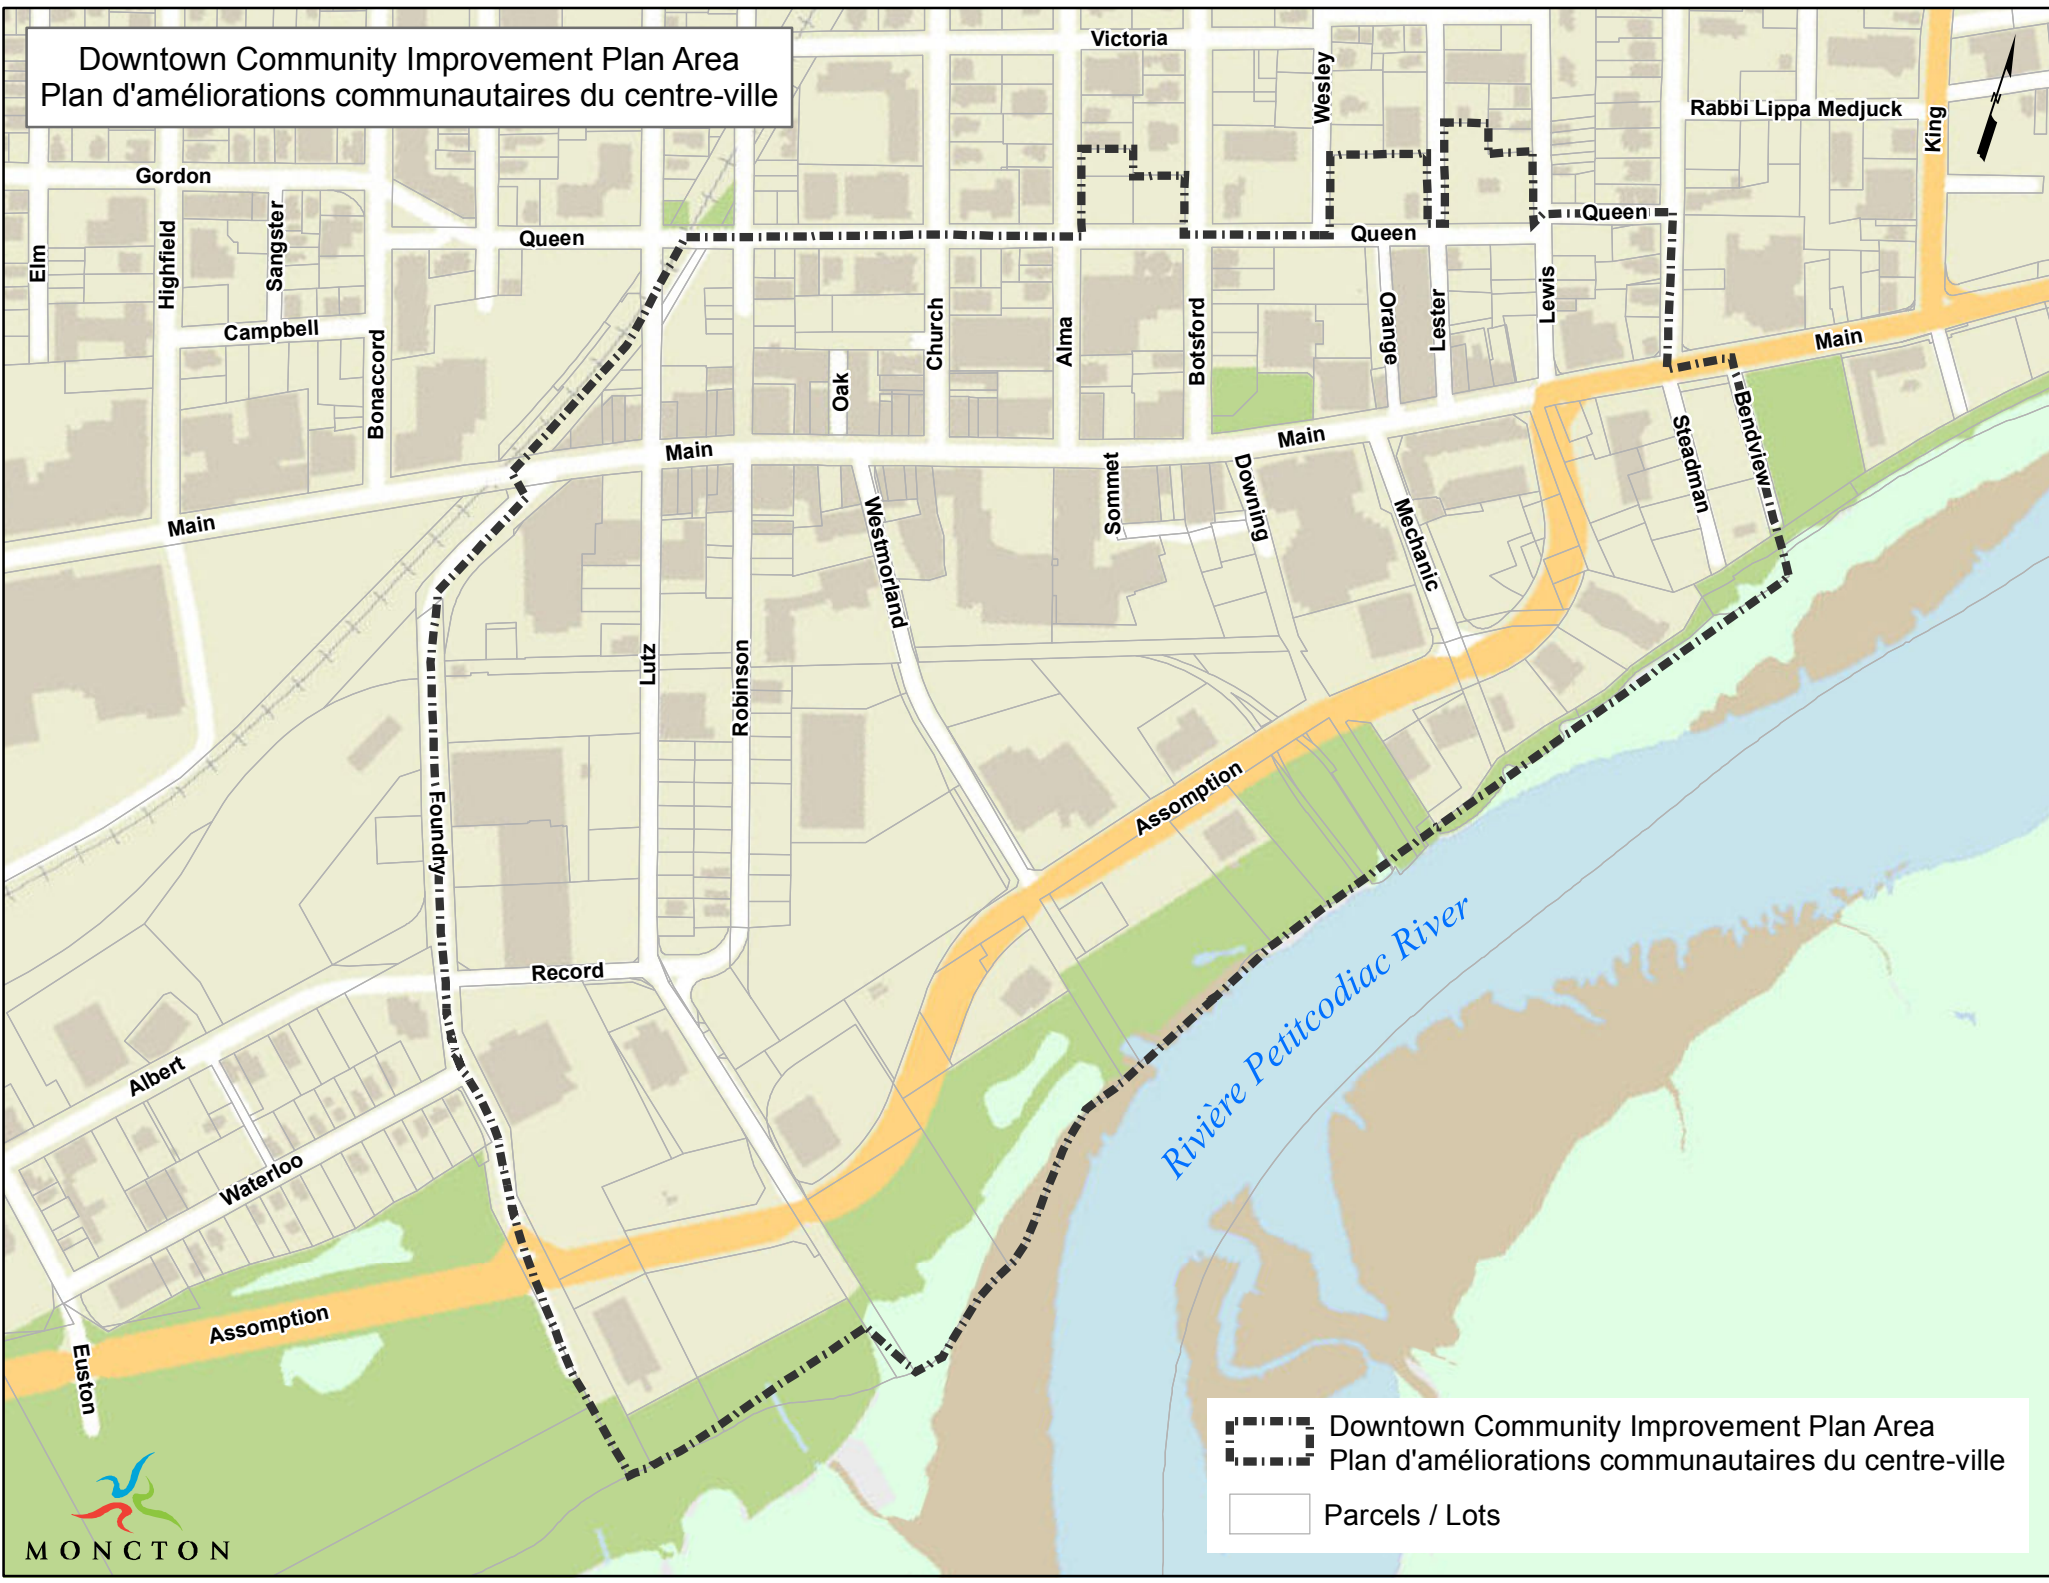 Downtown Community Improvement Plan Area
Plan d'améliorations communautaires du centre-ville
Victoria
Wesley
Rabbi Lippa Medjuck
King
N
Gordon
Elm
Highfield
Sangster
Queen
Queen
Queen
Campbell
Bonaccord
Oak
Church
Alma
Botsford
Orange
Lester
Lewis
Main
Main
Main
Main
Bendview
Steadman
Sommet
Downing
Mechanic
Westmorland
Lutz
Robinson
Foundry
Assomption
Record
Albert
Waterloo
Rivière Petitcodiac River
Assomption
Euston
MONCTON
Downtown Community Improvement Plan Area
Plan d'améliorations communautaires du centre-ville
Parcels / Lots